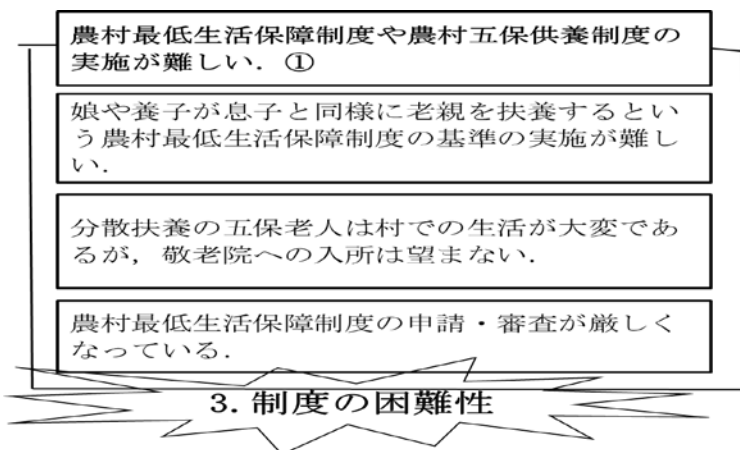 農村最低生活保障制度や農村五保供養制度の
実施が難しい．①
娘や養子が息子と同様に老親を扶養するとい
う農村最低生活保障制度の基準の実施が難し
い．
分散扶養の五保老人は村での生活が大変であ
るが，敬老院への入所は望まない．
農村最低生活保障制度の申請・審査が厳しく
なっている．
3. 制度の困難性